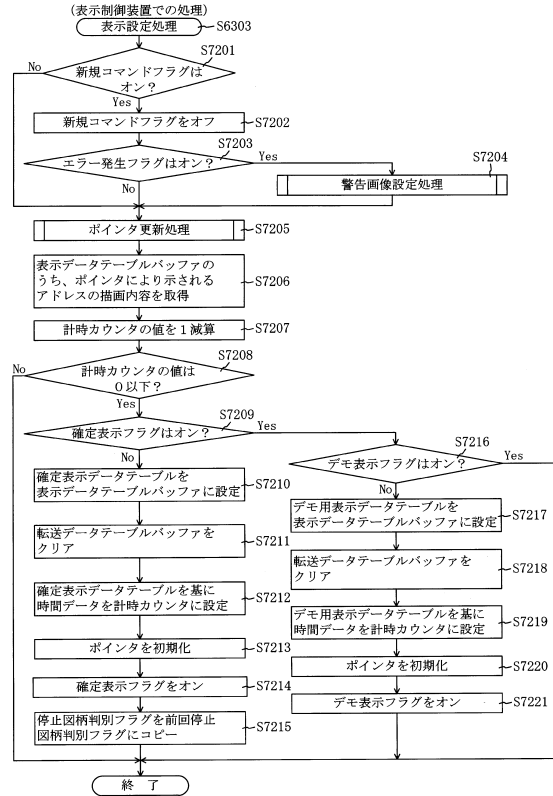 (表示制御装置での処理)
表示設定処理
S6303
S7201
No
新規コマンドフラグは
オン？
Yes
新規コマンドフラグをオフ
S7202
S7203
エラー発生フラグはオン？
Yes
S7204
警告画像設定処理
No
ポインタ更新処理
S7205
表示データテーブルバッファの
うち、ポインタにより示される
アドレスの描画内容を取得
S7206
計時カウンタの値を１減算
S7207
S7208
No
計時カウンタの値は
０以下？
Yes
S7209
確定表示フラグはオン？
Yes
S7216
No
デモ表示フラグはオン？
Yes
No
確定表示データテーブルを
表示データテーブルバッファに設定
S7210
転送データテーブルバッファを
クリア
S7211
確定表示データテーブルを基に
時間データを計時カウンタに設定
S7212
ポインタを初期化
S7213
確定表示フラグをオン
S7214
停止図柄判別フラグを前回停止
図柄判別フラグにコピー
S7215
デモ用表示データテーブルを
表示データテーブルバッファに設定
S7217
転送データテーブルバッファを
クリア
S7218
デモ用表示データテーブルを基に
時間データを計時カウンタに設定
S7219
ポインタを初期化
S7220
デモ表示フラグをオン
S7221
終 了